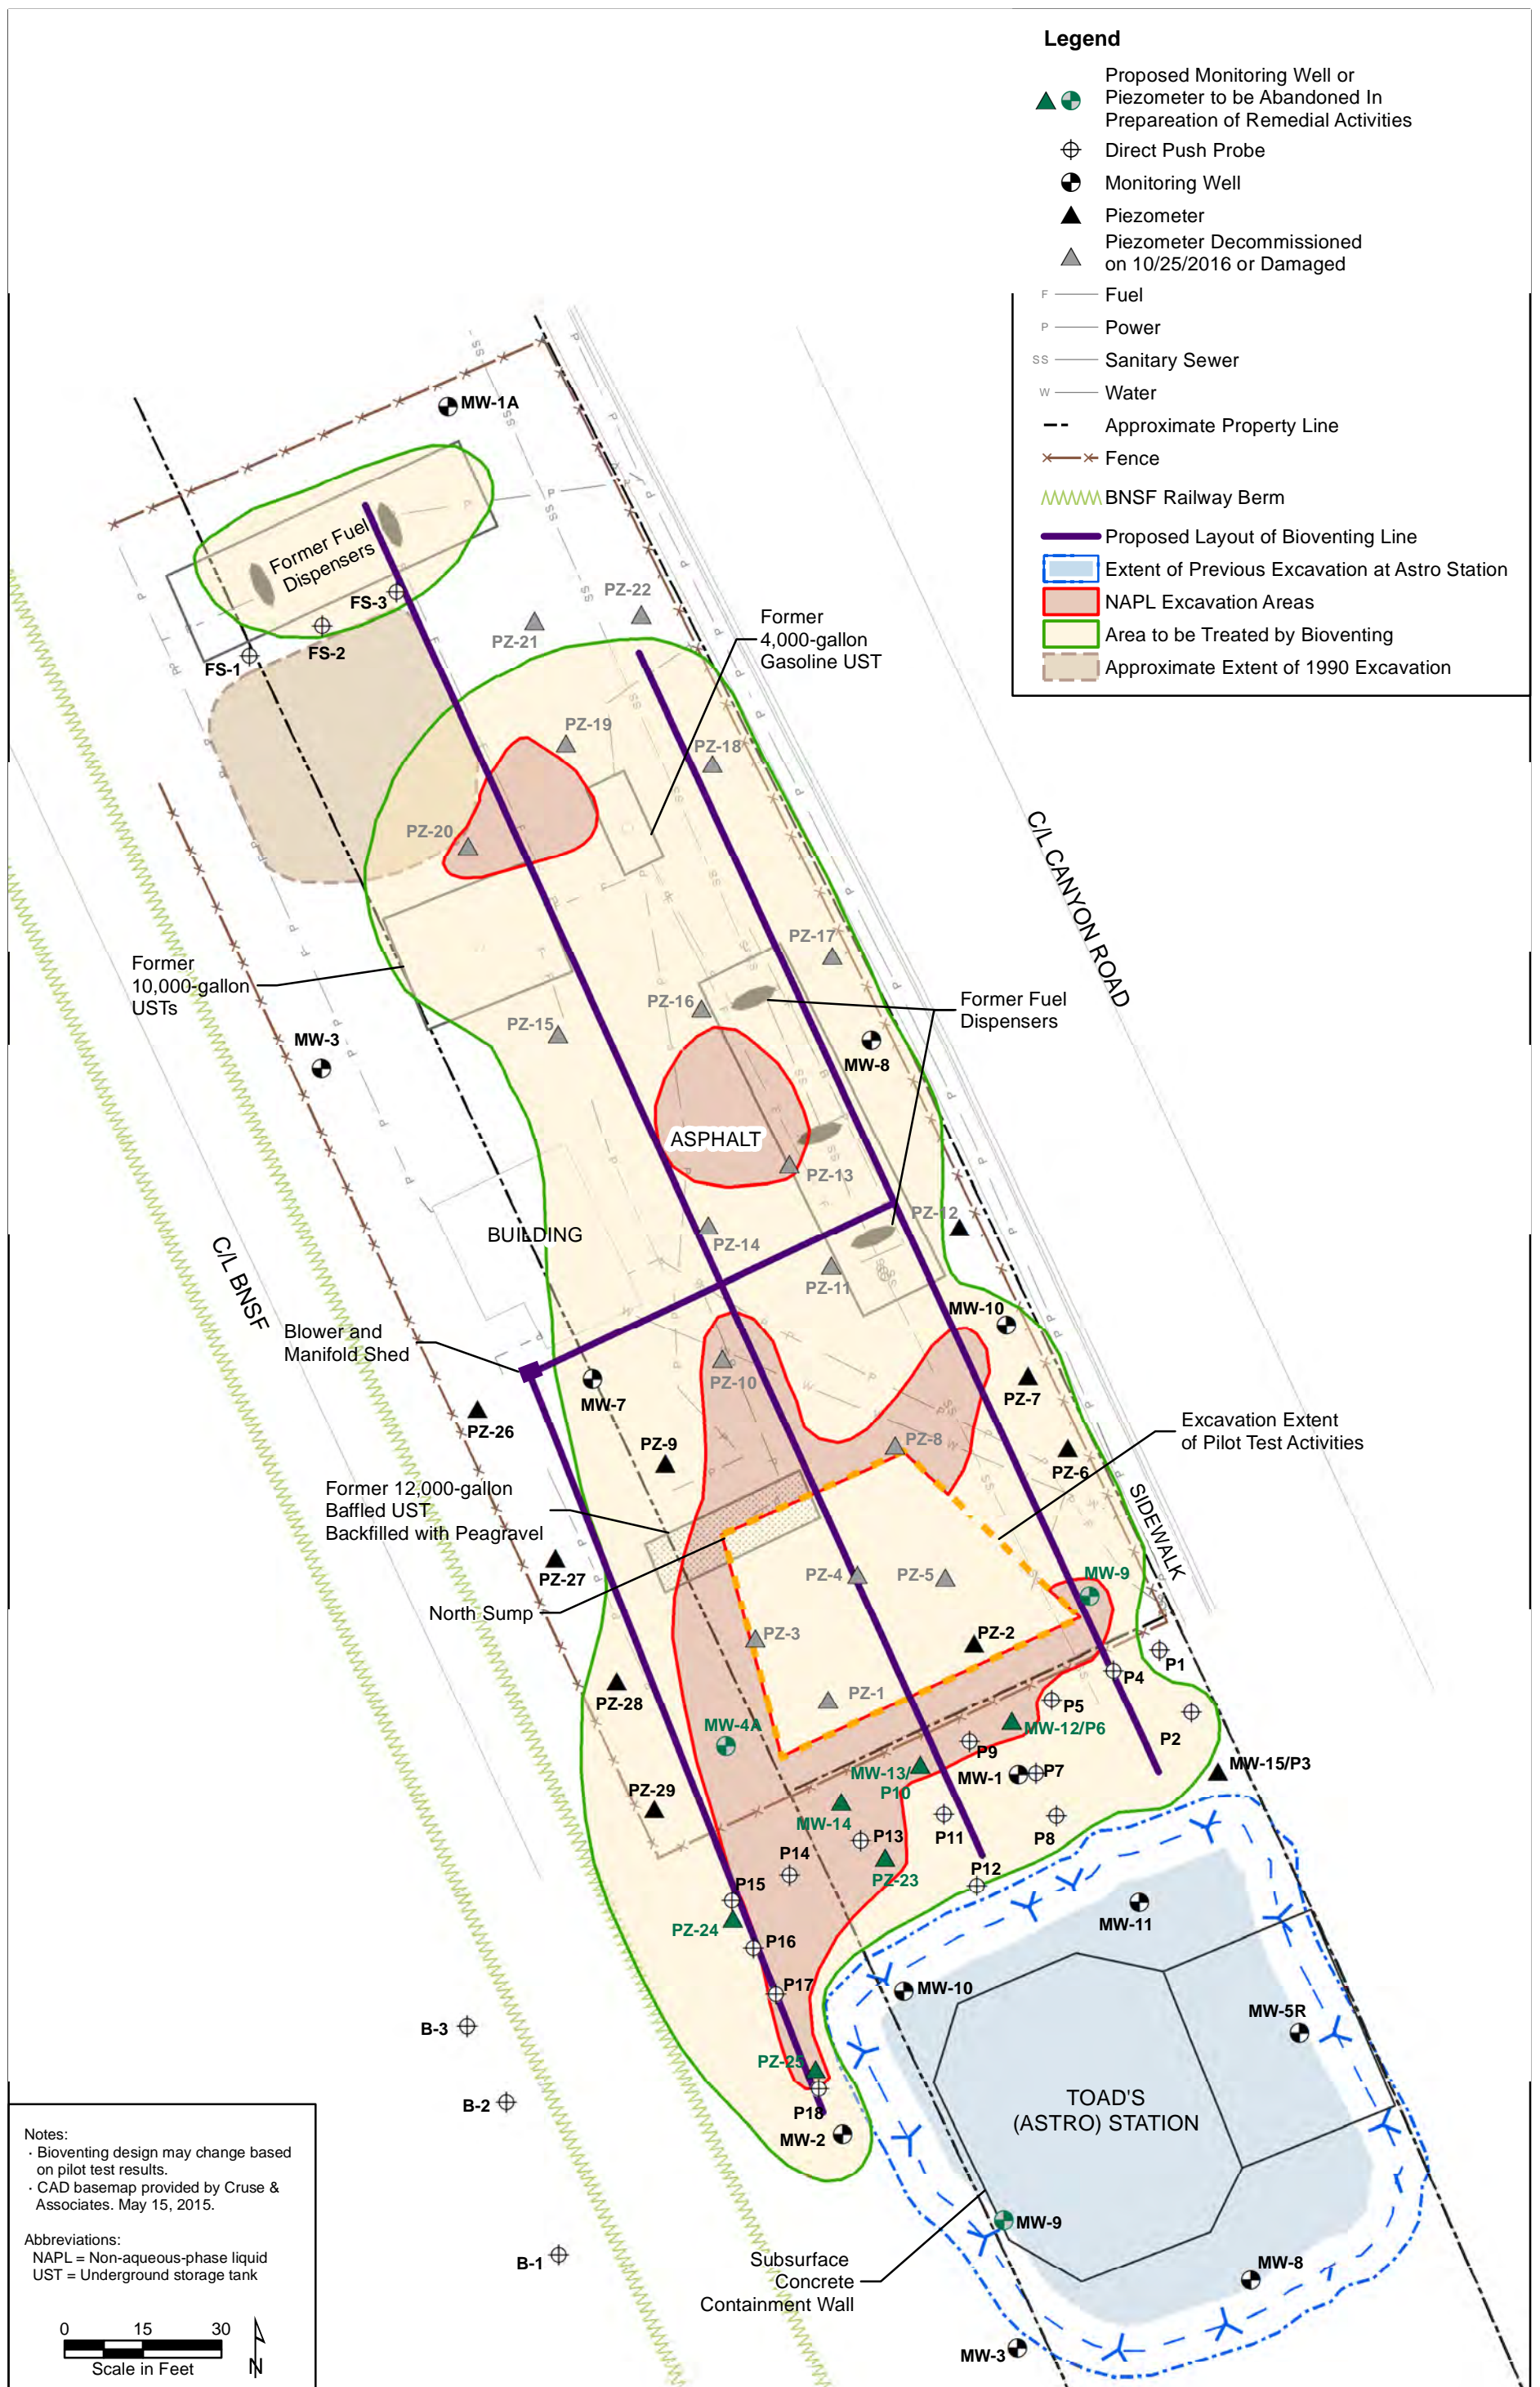 Legend
Proposed Monitoring Well or
Piezometer to be Abandoned In
Prepareation of Remedial Activities
Direct Push Probe
Monitoring Well
Piezometer
Piezometer Decommissioned
on 10/25/2016 or Damaged
F Fuel
P Power
SS Sanitary Sewer
W Water
Approximate Property Line
Fence
BNSF Railway Berm
Proposed Layout of Bioventing Line
Extent of Previous Excavation at Astro Station
NAPL Excavation Areas
Area to be Treated by Bioventing
Approximate Extent of 1990 Excavation
MW-1A
Former Fuel
Dispensers
FS-3
FS-2
FS-1
PZ-22
PZ-21
Former
4,000-gallon
Gasoline UST
PZ-19
PZ-18
PZ-20
C/L CANYON ROAD
PZ-17
Former
10,000-gallon
USTs
PZ-16
Former Fuel
Dispensers
PZ-15
MW-3
MW-8
ASPHALT
PZ-13
PZ-12
BUILDING
PZ-14
C/L BNSF
PZ-11
MW-10
Blower and
Manifold Shed
PZ-10
PZ-7
MW-7
PZ-26
Excavation Extent
of Pilot Test Activities
PZ-9
PZ-8
PZ-6
Former 12,000-gallon
Baffled UST
Backfilled with Peagravel
SIDEWALK
PZ-27
PZ-4
PZ-5
MW-9
North Sump
PZ-3
PZ-2
P1
P4
PZ-28
PZ-1
P5
MW-4A
MW-12/P6
P2
P9
MW-15/P3
MW-13/
P10
MW-1
P7
PZ-29
MW-14
P13
P11
P8
P14
P12
PZ-23
P15
PZ-24
P16
MW-11
P17
MW-10
MW-5R
B-3
PZ-25
B-2
P18
MW-2
TOAD'S
(ASTRO) STATION
MW-9
B-1
MW-8
Subsurface
Concrete
Containment Wall
MW-3
Notes:
· Bioventing design may change based
on pilot test results.
· CAD basemap provided by Cruse &
Associates. May 15, 2015.
Abbreviations:
NAPL = Non-aqueous-phase liquid
UST = Underground storage tank
0 15 30
Scale in Feet
N